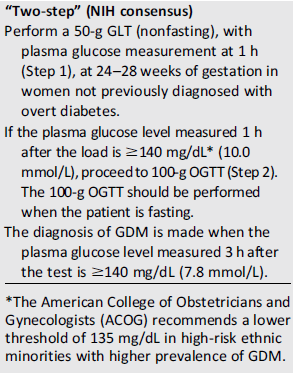 “Two-step” (NIH consensus)
Perform a 50-g GLT (nonfasting), with
plasma glucose measurement at 1 h
(Step 1), at 24–28 weeks of gestation in
women not previously diagnosed with
overt diabetes.
If the plasma glucose level measured 1 h
after the load is ≥140 mg/dL* (10.0
mmol/L), proceed to 100-g OGTT (Step 2).
The 100-g OGTT should be performed
when the patient is fasting.
The diagnosis of GDM is made when the
plasma glucose level measured 3 h after
the test is ≥140 mg/dL (7.8 mmol/L).
*The American College of Obstetricians and
Gynecologists (ACOG) recommends a lower
threshold of 135 mg/dL in high-risk ethnic
minorities with higher prevalence of GDM.